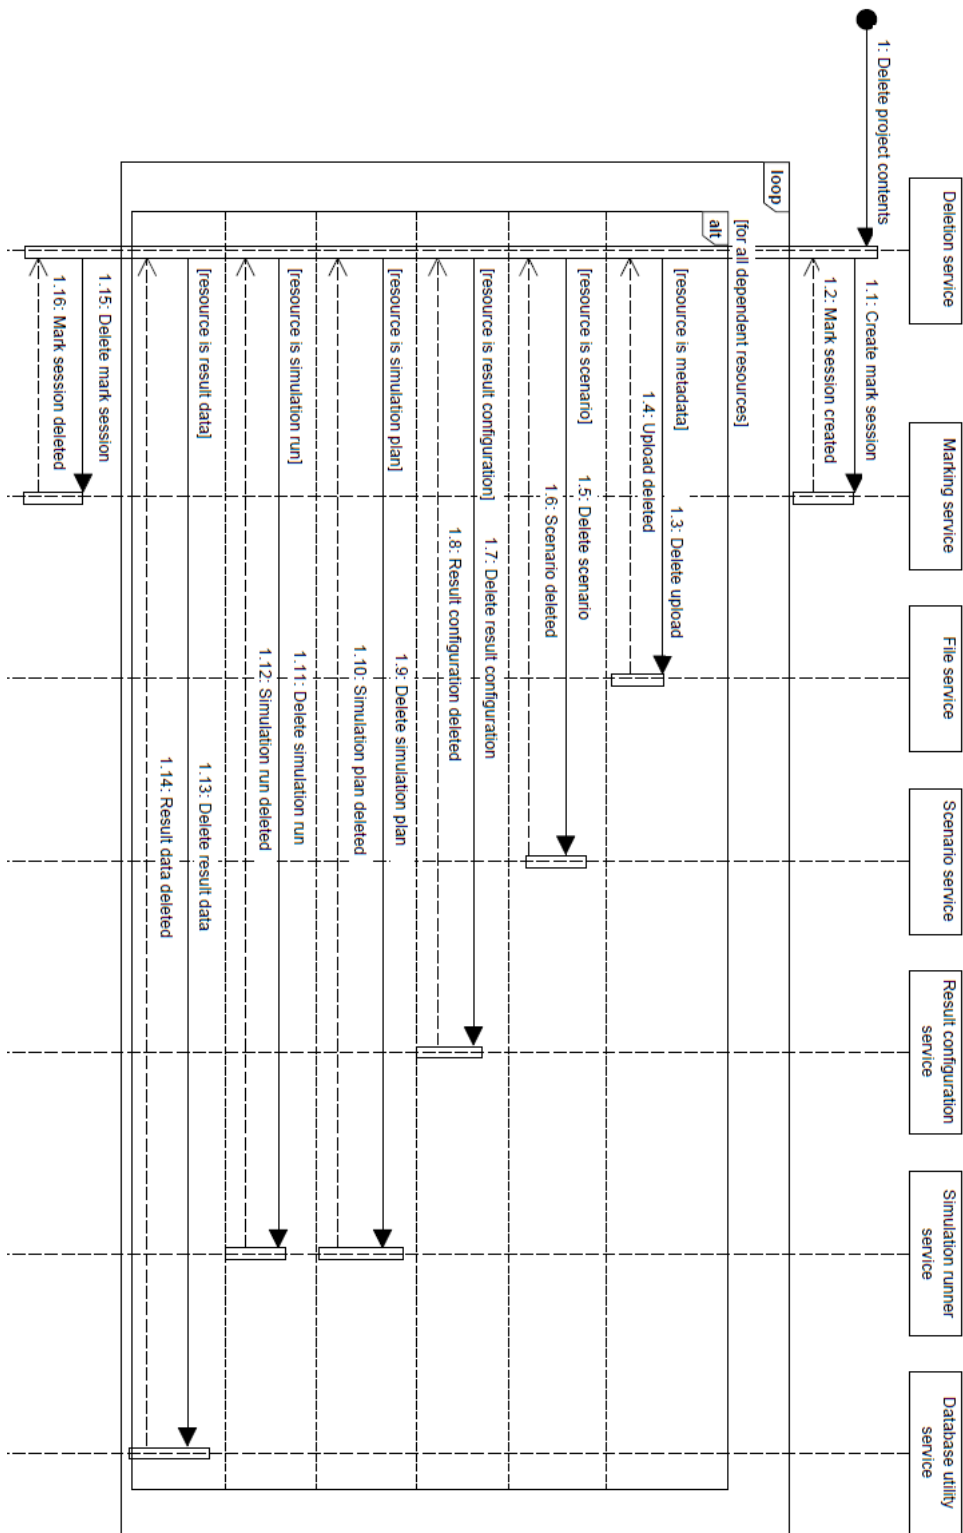 Deletion service
Marking service
File service
Scenario service
Result configuration
service
Simulation runner
service
Database utility
service
1: Delete project contents
1.1: Create mark session
1.2: Mark session created
loop
[for all dependent resources]
alt
[resource is metadata]
1.3: Delete upload
1.4: Upload deleted
[resource is scenario]
1.5: Delete scenario
1.6: Scenario deleted
[resource is result configuration]
1.7: Delete result configuration
1.8: Result configuration deleted
[resource is simulation plan]
1.9: Delete simulation plan
1.10: Simulation plan deleted
[resource is simulation run]
1.11: Delete simulation run
1.12: Simulation run deleted
[resource is result data]
1.13: Delete result data
1.14: Result data deleted
1.15: Delete mark session
1.16: Mark session deleted